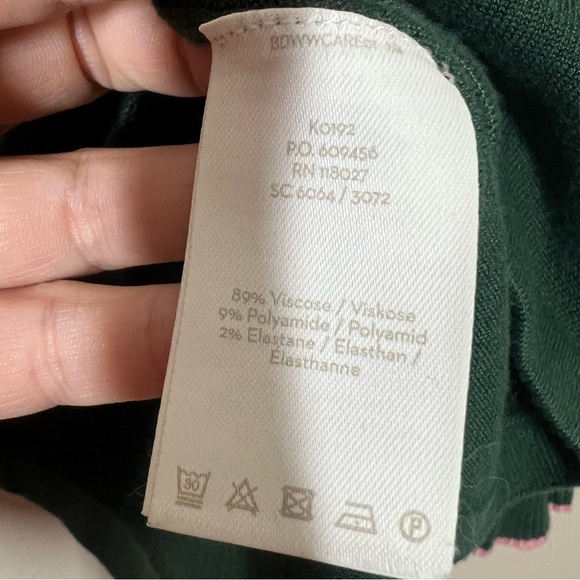 K0192
P.O. 609456
RN 118027
SC 6064 / 3072
89% Viscose / Viskose
9% Polyamide / Polyamid
2% Elastane / Elasthan /
Élasthanne
30
P